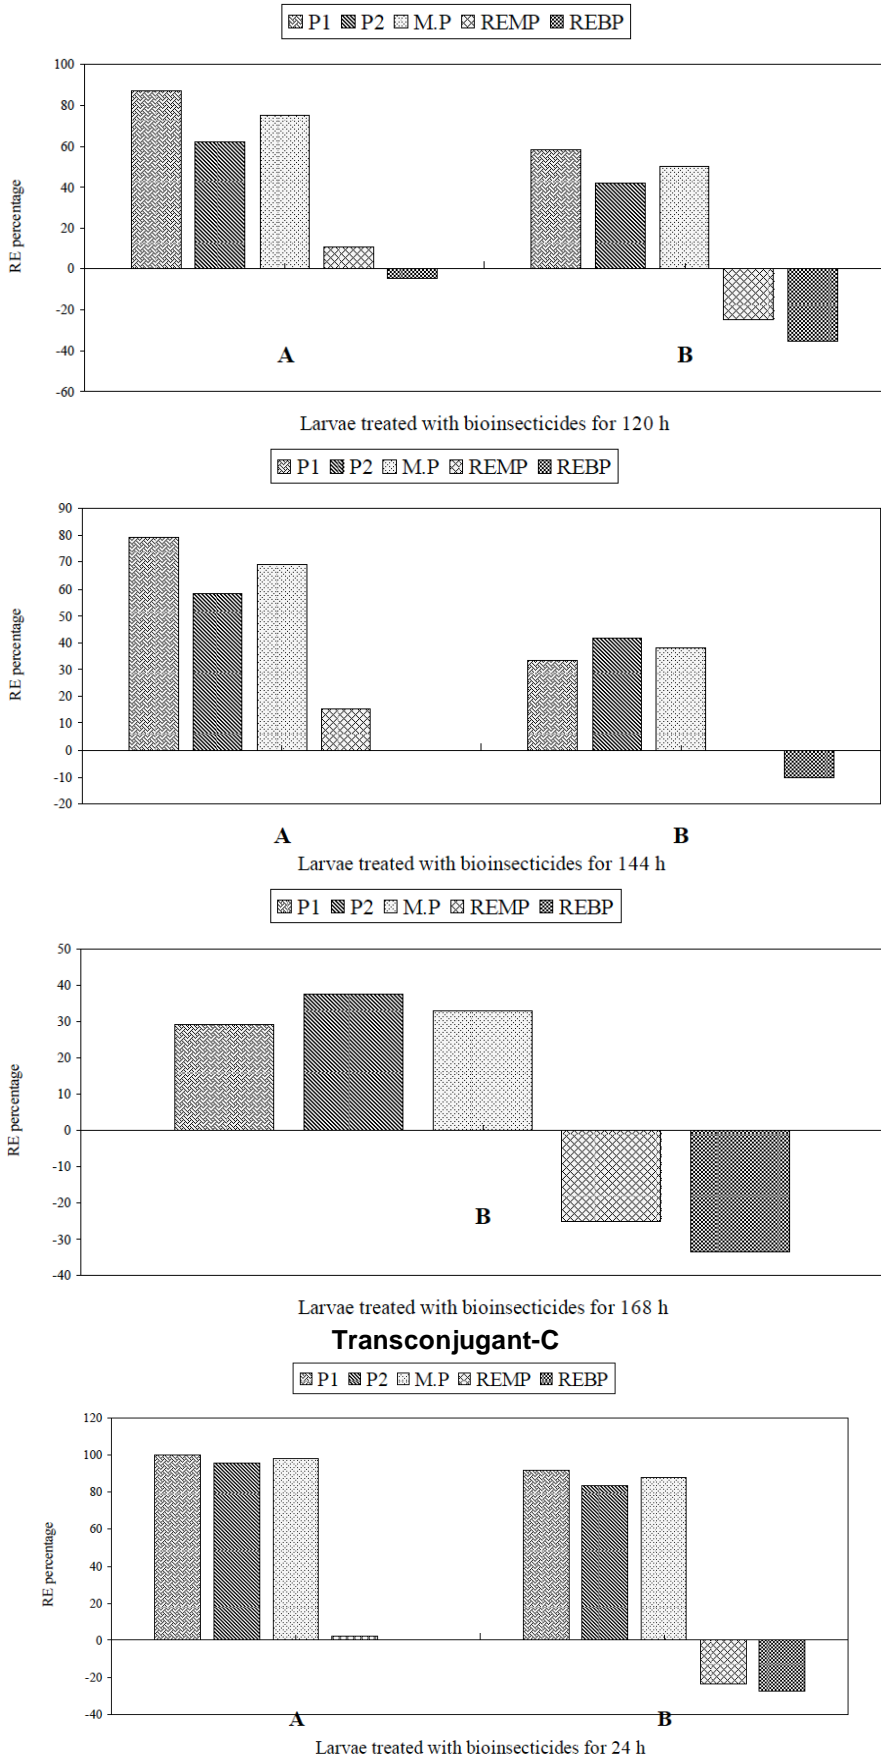 P1 P2 M.P REMP REBP
100
80
60
40
20
0
-20
-40
-60
RE percentage
A B
Larvae treated with bioinsecticides for 120 h
P1 P2 M.P REMP REBP
90
80
70
60
50
40
30
20
10
0
-10
-20
RE percentage
A B
Larvae treated with bioinsecticides for 144 h
P1 P2 M.P REMP REBP
50
40
30
20
10
0
-10
-20
-30
-40
RE percentage
B
Larvae treated with bioinsecticides for 168 h
Transconjugant-C
P1 P2 M.P REMP REBP
120
100
80
60
40
20
0
-20
-40
RE percentage
A B
Larvae treated with bioinsecticides for 24 h